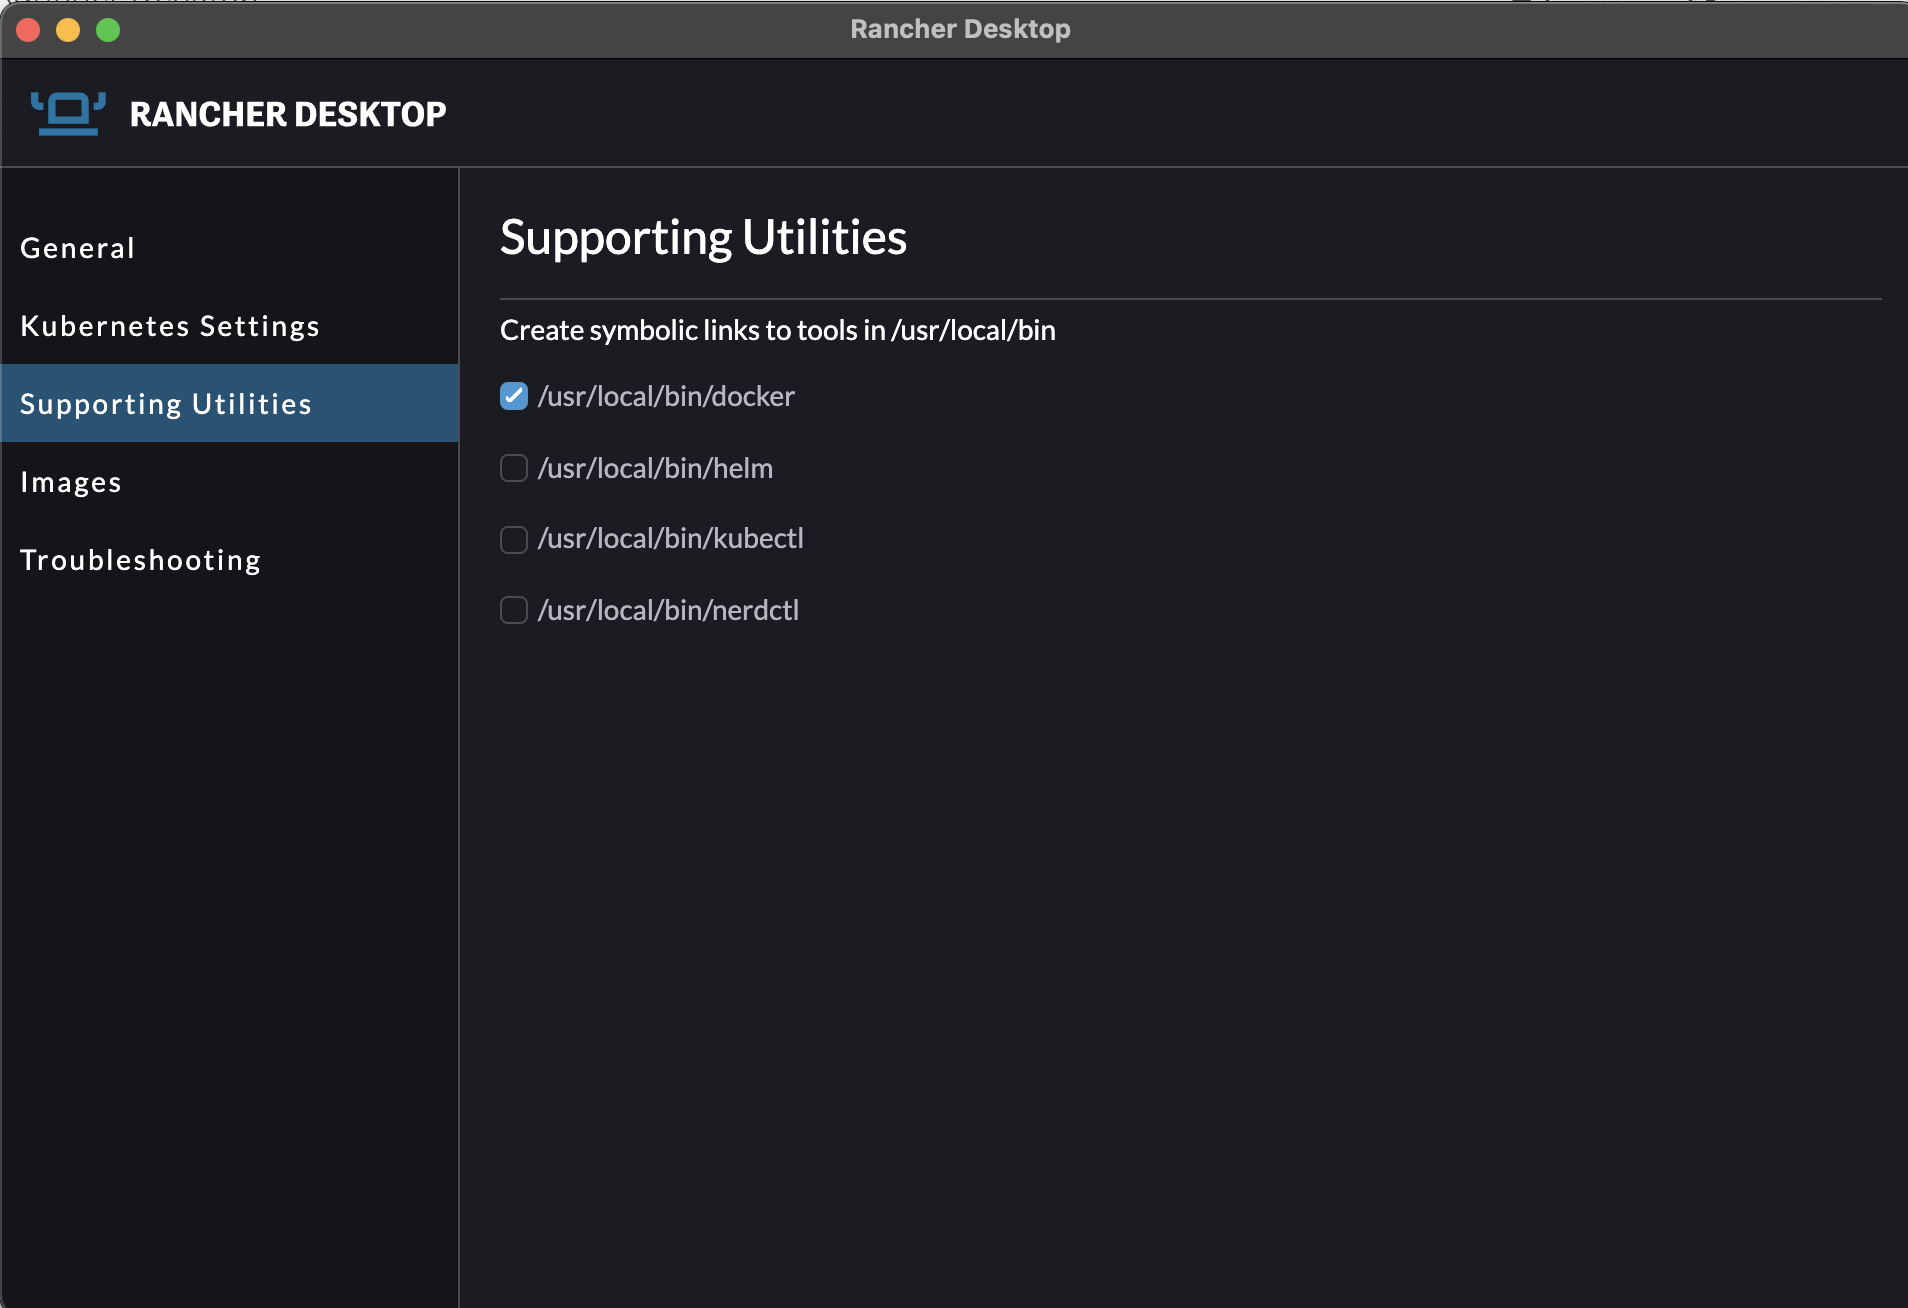 Rancher Desktop
RANCHER DESKTOP
General
Kubernetes Settings
Supporting Utilities
Images
Troubleshooting
Supporting Utilities
Create symbolic links to tools in /usr/local/bin
/usr/local/bin/docker
/usr/local/bin/helm
/usr/local/bin/kubectl
/usr/local/bin/nerdctl